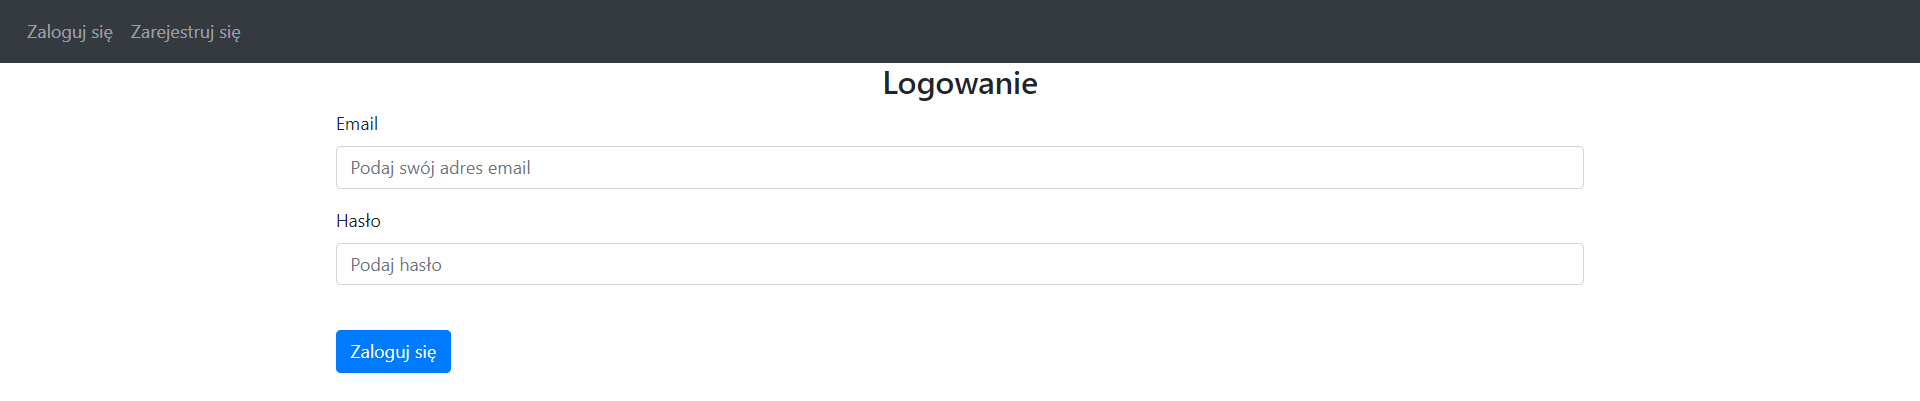 Zaloguj się Zarejestruj się
Logowanie
Email
Podaj swój adres email
Hasło
Podaj hasło
Zaloguj się